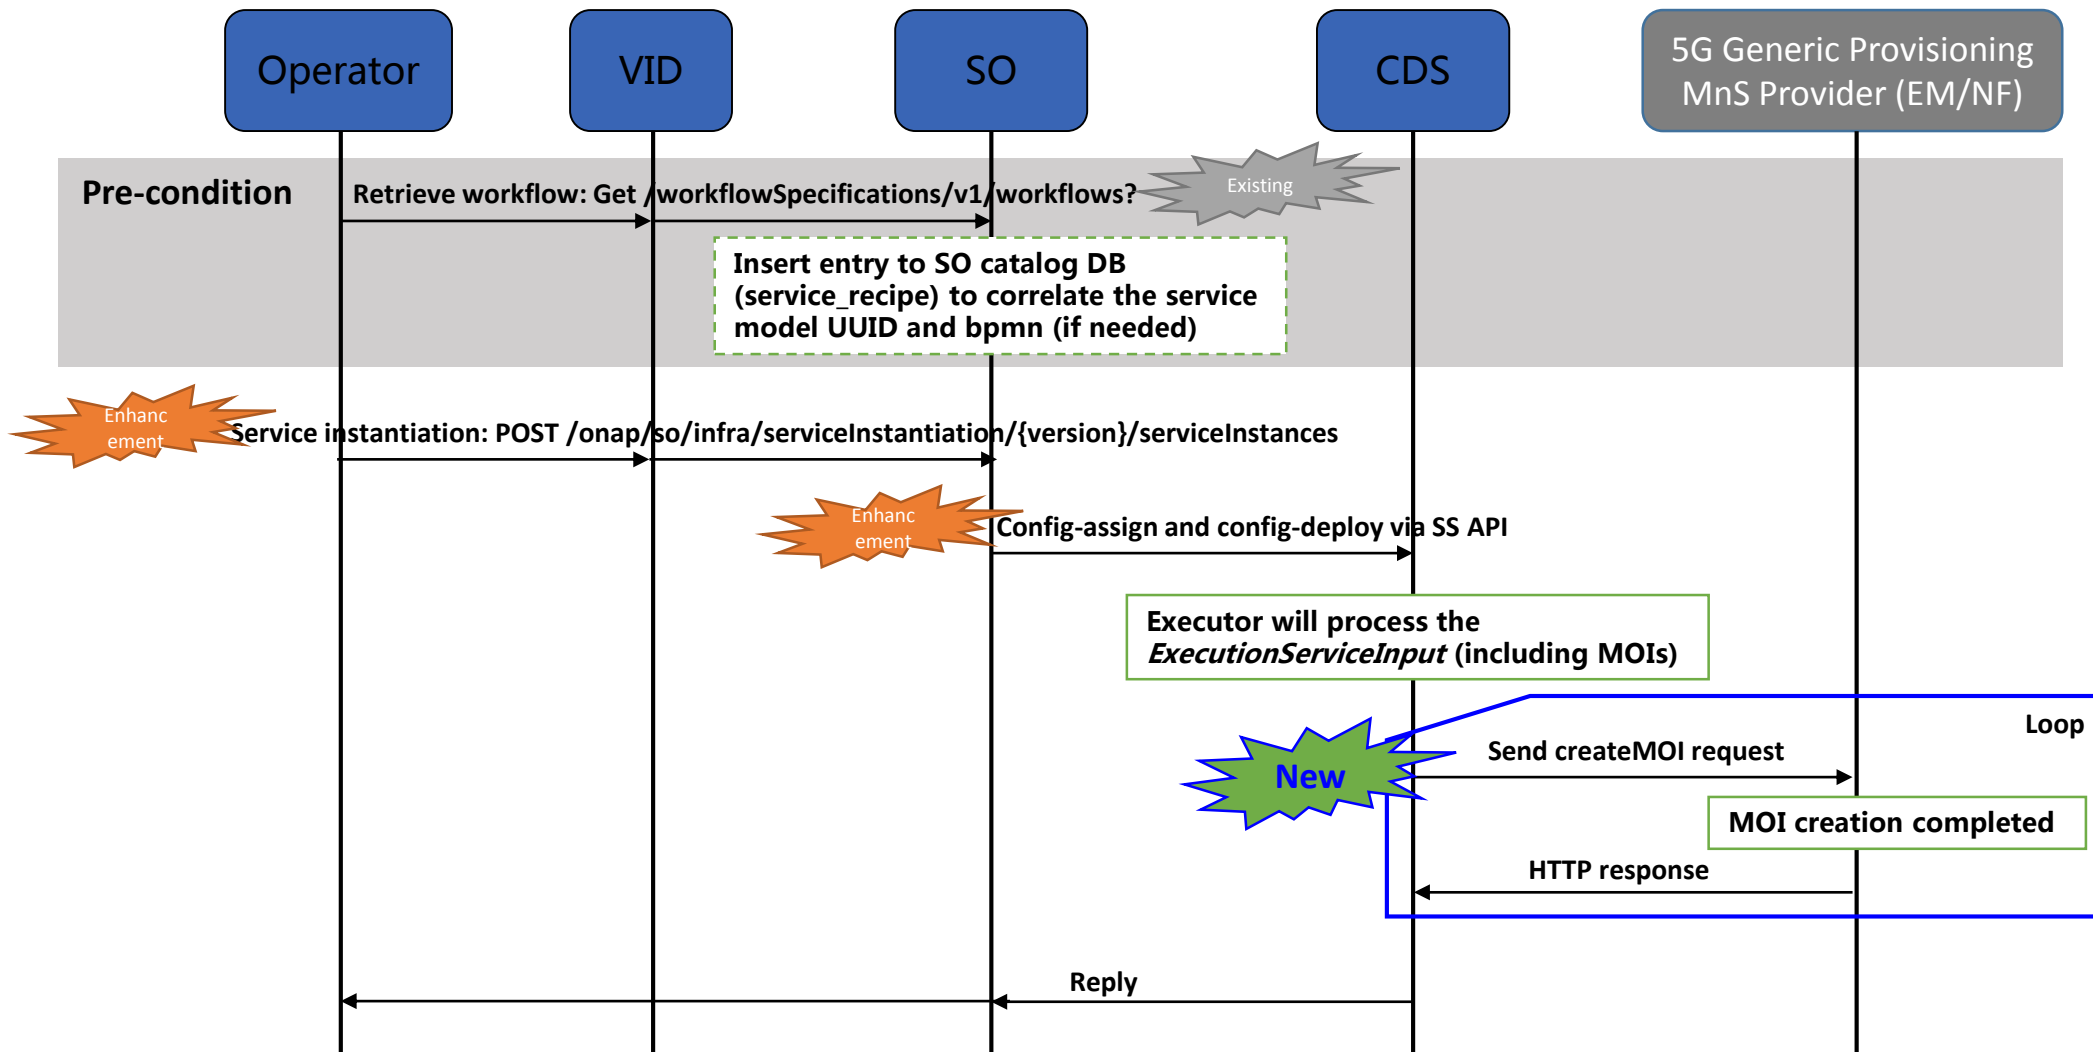 Operator
VID
SO
CDS
5G Generic Provisioning
MnS Provider (EM/NF)
Pre-condition
Retrieve workflow: Get /workflowSpecifications/v1/workflows?
Existing
Insert entry to SO catalog DB
(service_recipe) to correlate the service
model UUID and bpmn (if needed)
Enhanc
ement
Service instantiation: POST /onap/so/infra/serviceInstantiation/{version}/serviceInstances
Enhanc
ement
Config-assign and config-deploy via SS API
Executor will process the
ExecutionServiceInput (including MOIs)
Loop
New
Send createMOI request
MOI creation completed
HTTP response
Reply